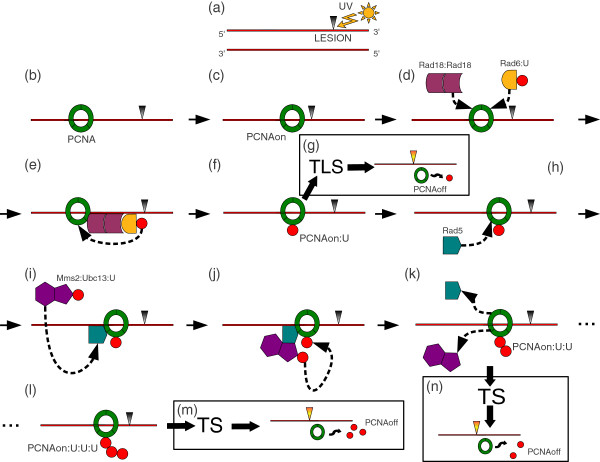 (a)
UV
5' 3'
LESION
3' 5'
(b) (c) (d)
Rad18:Rad18 Rad6:U
PCNA PCNAon
(e) (f) (g) (h)
TLS
PCNAoff
PCNAon:U
Rad5
(i) (j) (k)
Mms2:Ubc13:U
PCNAon:U:U
(l) (m) (n)
TS
PCNAoff
PCNAon:U:U:U
TS
PCNAoff